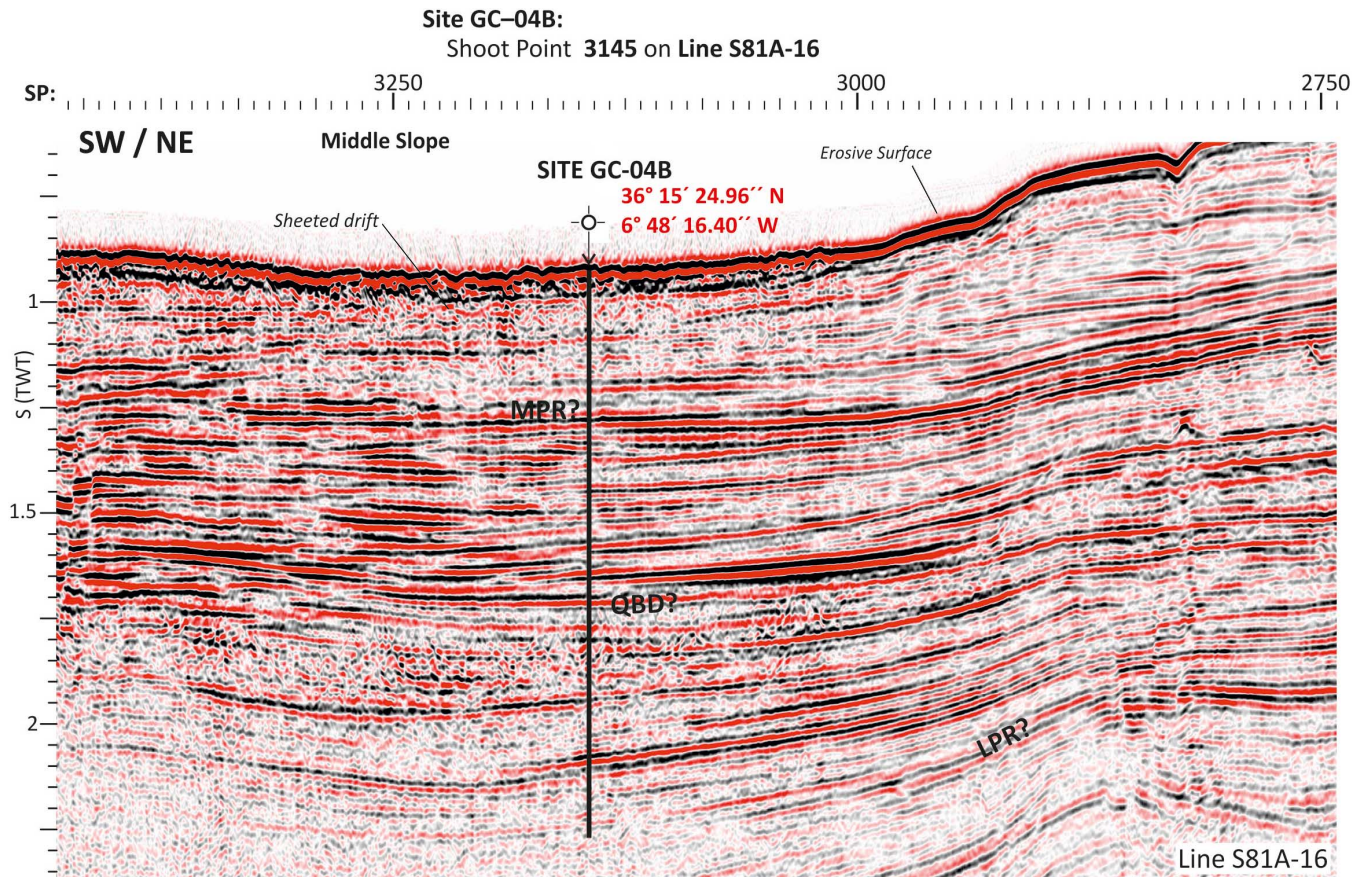 Site GC–04B:
Shoot Point 3145 on Line S81A-16
SP: 3250 3000 2750
SW / NE
Middle Slope
Erosive Surface
SITE GC-04B
36° 15´ 24.96´´ N
6° 48´ 16.40´´ W
Sheeted drift
1
S (TWT)
MPR?
1.5
QBD?
2
LPR?
Line S81A-16